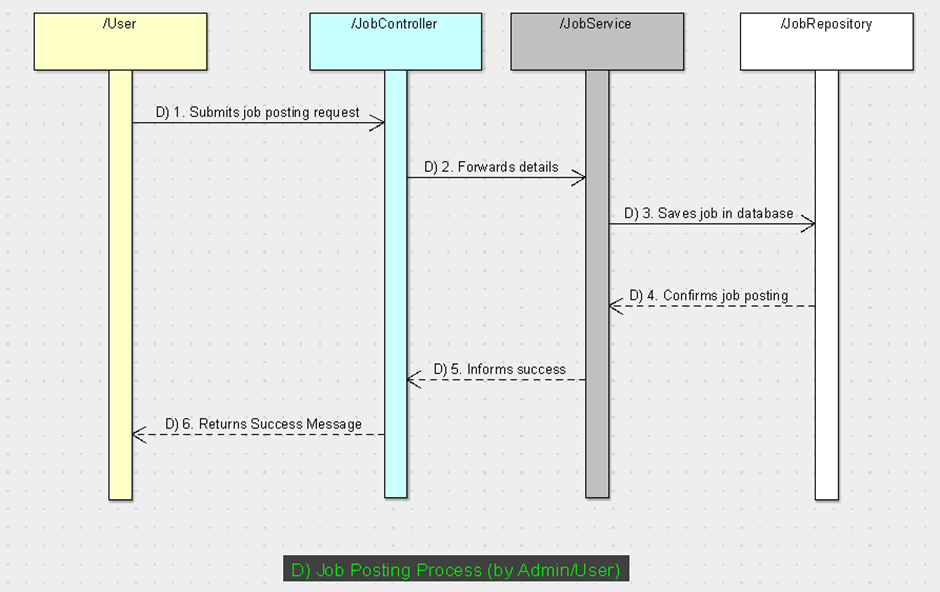 /User
/JobController
/JobService
/JobRepository
D) 1. Submits job posting request
D) 2. Forwards details
D) 3. Saves job in database
D) 4. Confirms job posting
D) 5. Informs success
D) 6. Returns Success Message
D) Job Posting Process (by Admin/User)